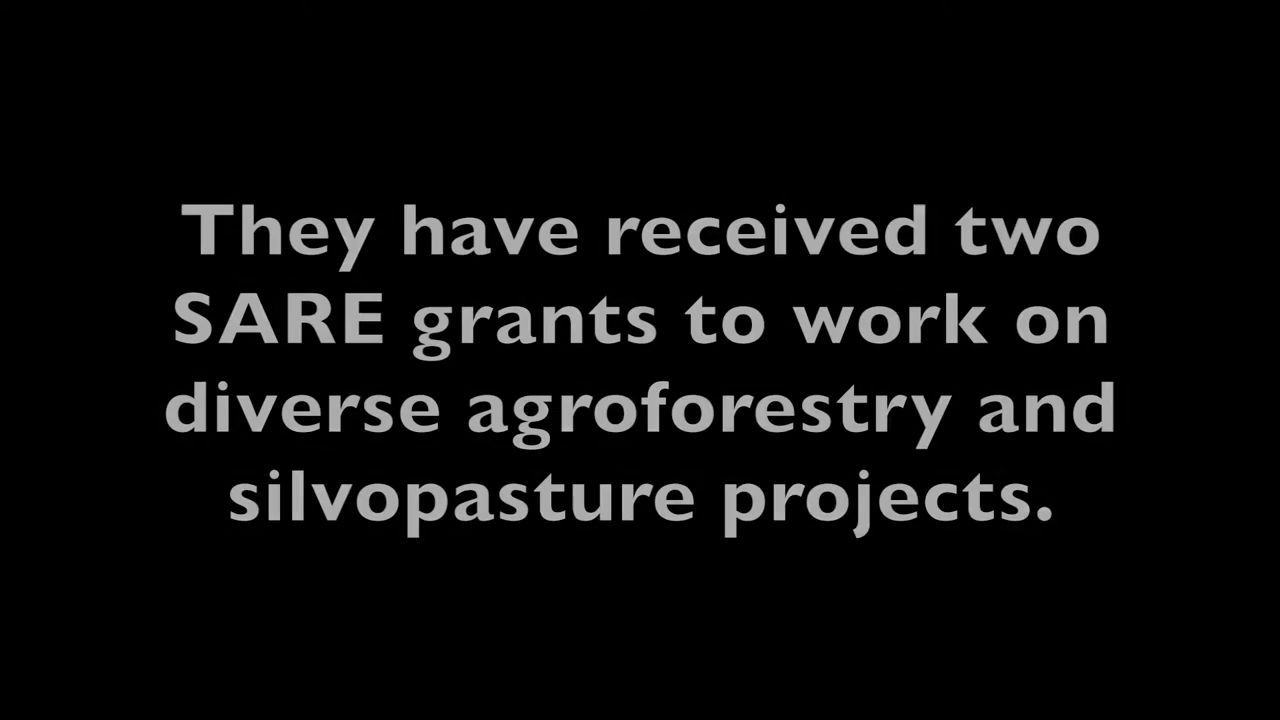 They have received two
SARE grants to work on
diverse agroforestry and
silvopasture projects.